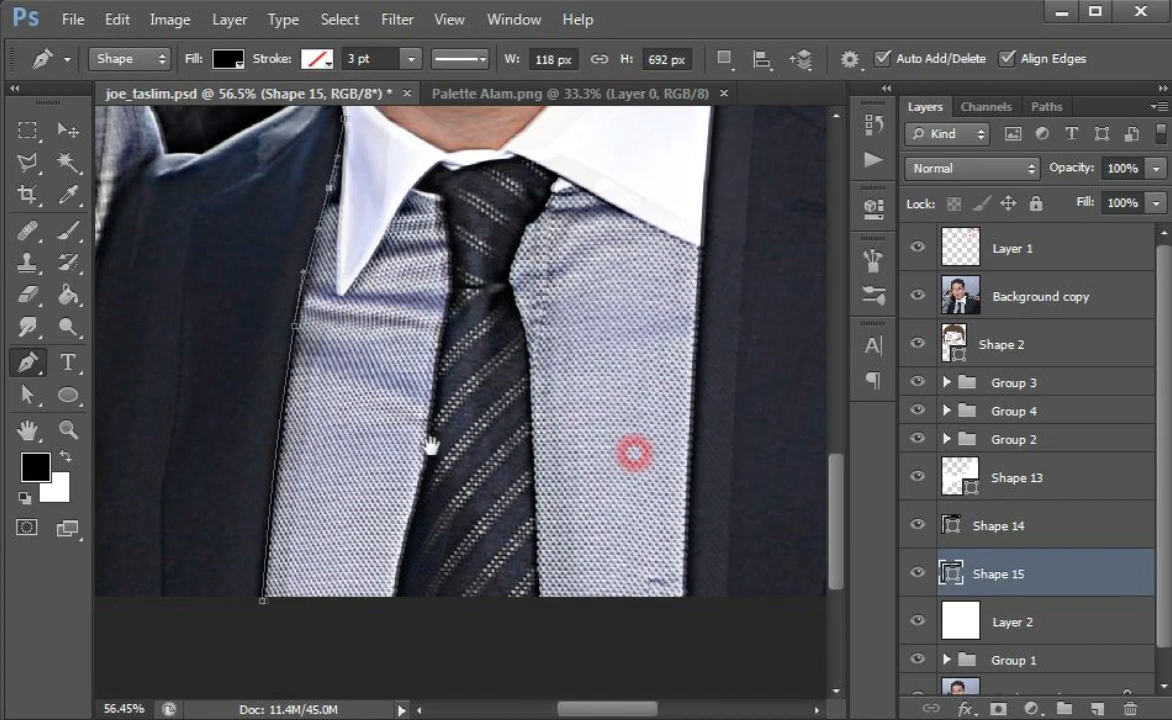 Ps File Edit Image Layer Type Select Filter View Window Help
Shape Fill: Stroke: 3 pt W: 118 px H: 692 px Auto Add/Delete Align Edges
joe_taslim.psd @ 56.5% (Shape 15, RGB/8*) * × Palette Alam.png @ 33.3% (Layer 0, RGB/8) ×
Layers Channels Paths
Kind
Normal Opacity: 100%
Lock: Fill: 100%
Layer 1
Background copy
Shape 2
Group 3
Group 4
Group 2
Shape 13
Shape 14
Shape 15
Layer 2
Group 1
56.45% Doc: 11.4M/45.0M